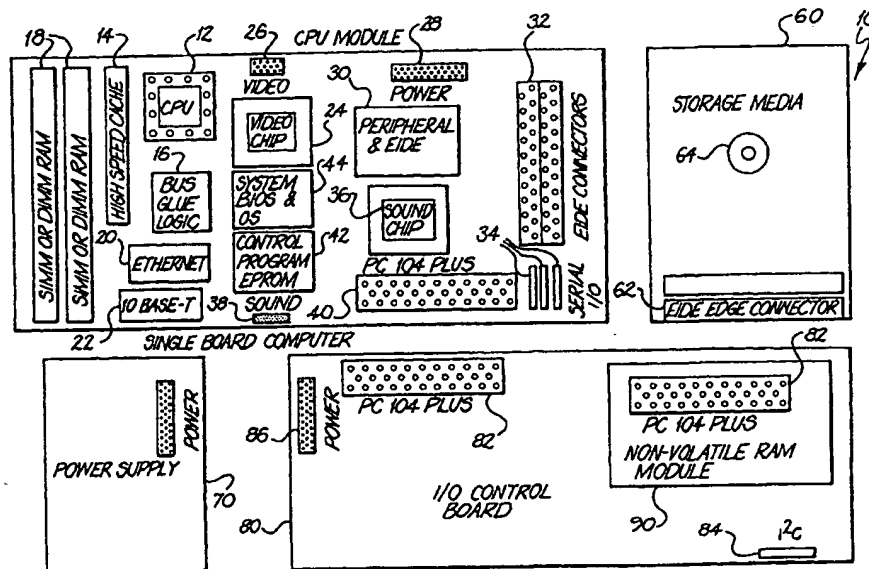 CPU MODULE
10
18
14
12
26
28
32
60
VIDEO
POWER
30
SIMM OR DIMM RAM
SIMM OR DIMM RAM
HIGH SPEED CACHE
CPU
VIDEO
CHIP
24
PERIPHERAL
& EIDE
EIDE CONNECTORS
STORAGE MEDIA
64
16
BUS
GLUE
LOGIC
SYSTEM
BIOS &
OS
44
36
SOUND
CHIP
34
20
ETHERNET
CONTROL
PROGRAM
EPROM
42
PC 104 PLUS
SERIAL
I/O
22
10 BASE-T
38
SOUND
40
62
EIDE EDGE CONNECTOR
SINGLE BOARD COMPUTER
POWER
POWER SUPPLY
70
86
POWER
PC 104 PLUS
82
82
PC 104 PLUS
NON-VOLATILE RAM
MODULE
90
80
I/O CONTROL
BOARD
84
I²C